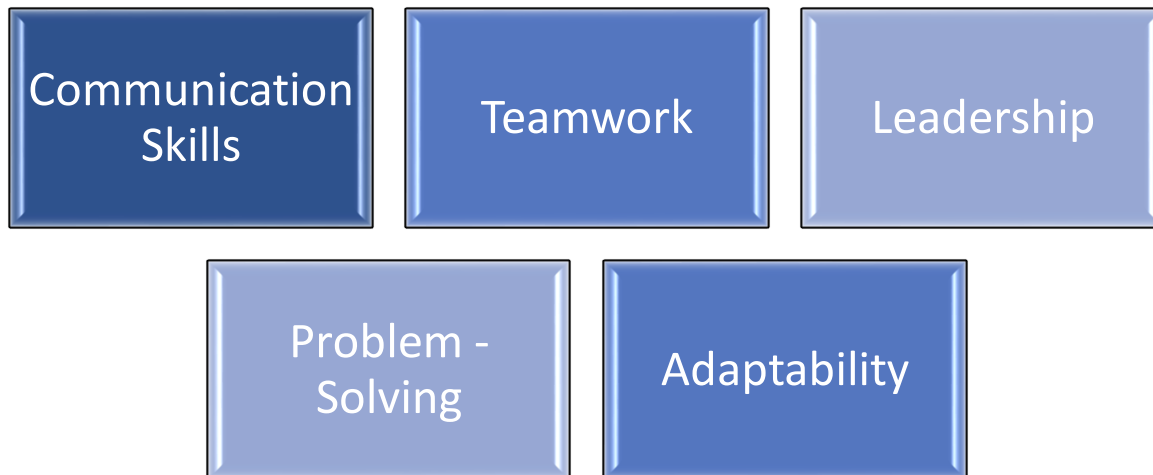 Communication
Skills
Teamwork
Leadership
Problem -
Solving
Adaptability